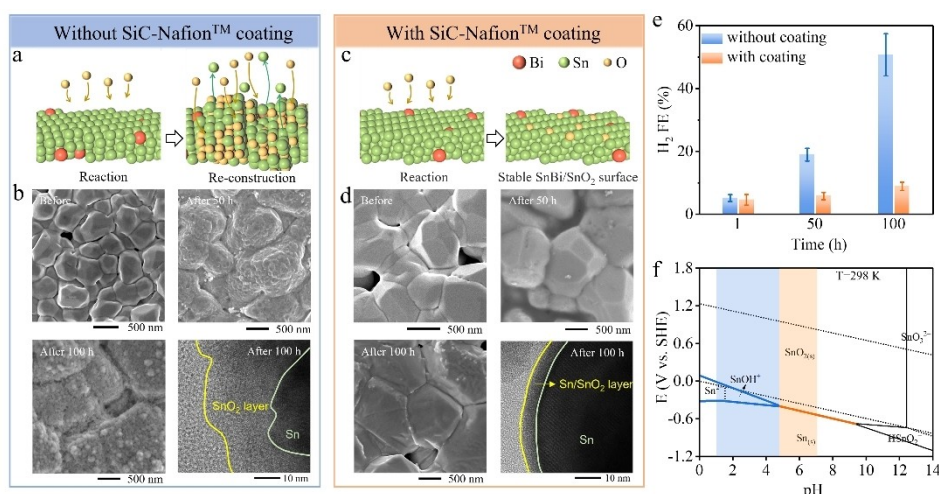 Without SiC-Nafion™ coating
a
Reaction
Re-construction
b
Before
After 50 h
500 nm
500 nm
After 100 h
After 100 h
SnO₂ layer
Sn
500 nm
10 nm
With SiC-Nafion™ coating
c
Bi
Sn
O
Reaction
Stable SnBi/SnO₂ surface
d
Before
After 50 h
500 nm
500 nm
After 100 h
After 100 h
Sn/SnO₂ layer
Sn
500 nm
10 nm
e
without coating
with coating
H₂ FE (%)
60
40
20
0
1
50
100
Time (h)
f
T=298 K
E (V vs. SHE)
1.8
1.2
0.6
0.0
-0.6
-1.2
SnO₃²⁻
SnO₂₍ₛ₎
SnOH⁺
Sn₍ₛ₎
HSnO₂⁻
0
2
4
6
8
10
12
14
pH